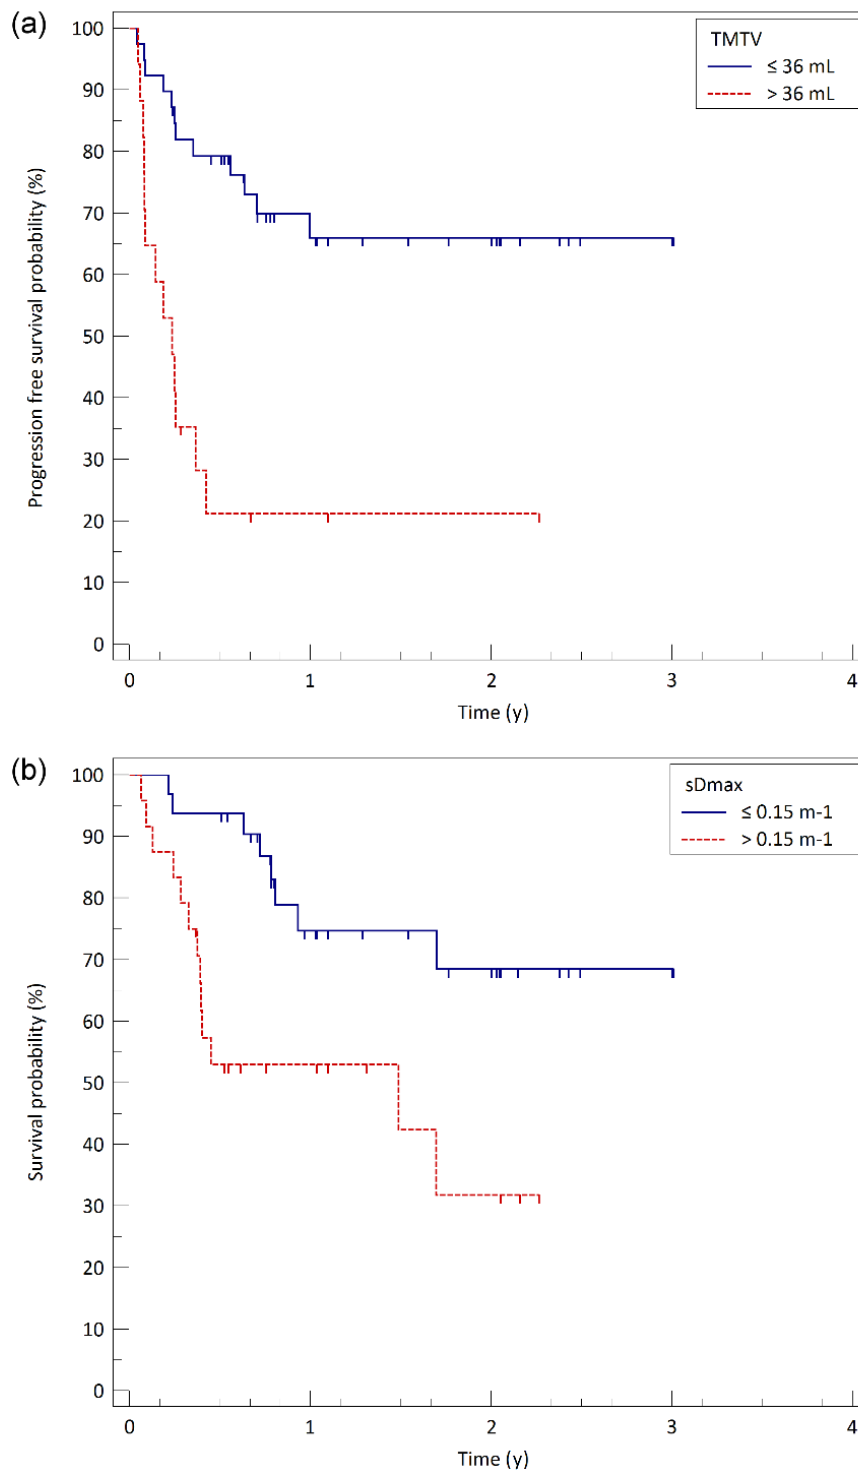 (a)
TMTV
≤ 36 mL
> 36 mL
Progression free survival probability (%)
100
90
80
70
60
50
40
30
20
10
0
0 1 2 3 4
Time (y)
(b)
sDmax
≤ 0.15 m-1
> 0.15 m-1
Survival probability (%)
100
90
80
70
60
50
40
30
20
10
0
0 1 2 3 4
Time (y)